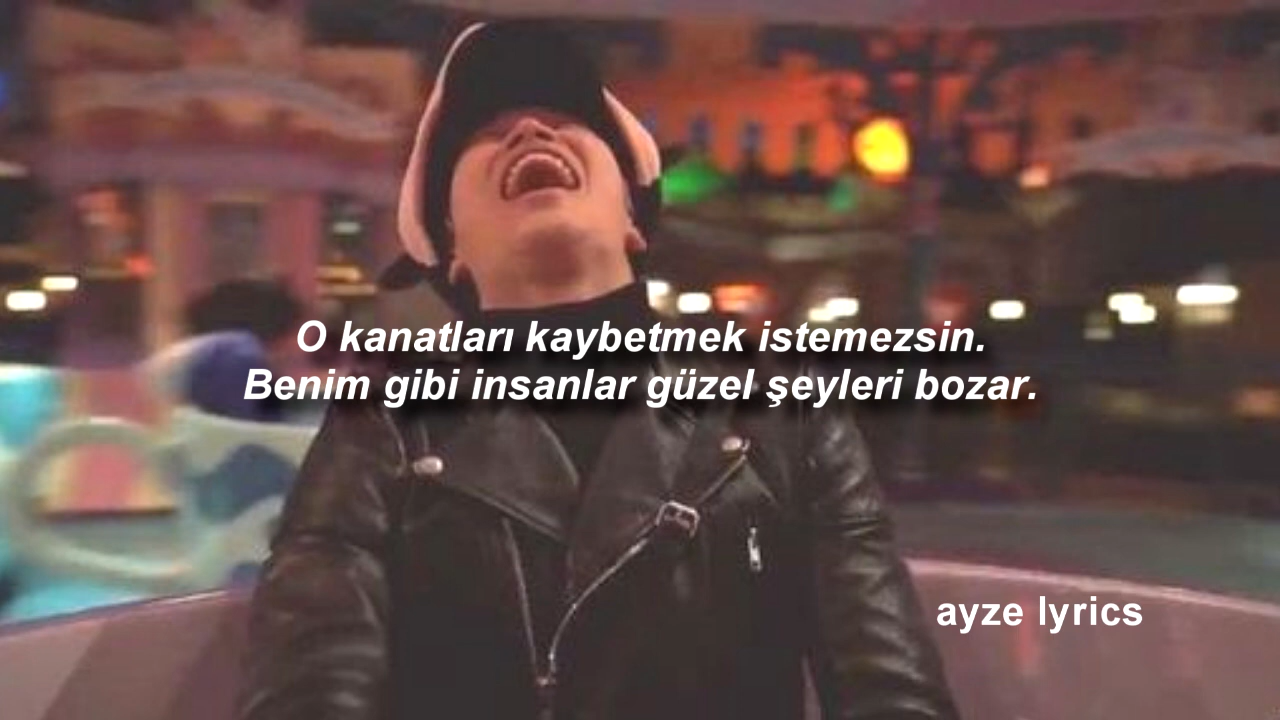 O kanatları kaybetmek istemezsin.
Benim gibi insanlar güzel şeyleri bozar.
ayze lyrics